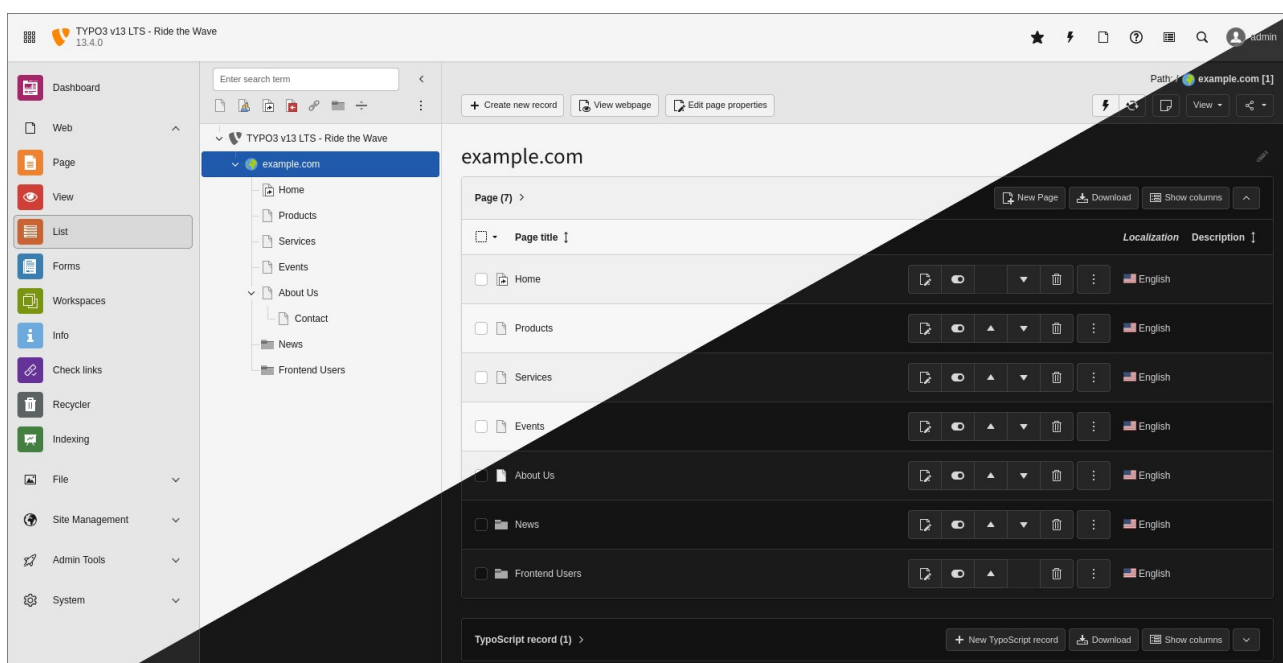 TYPO3 v13 LTS - Ride the Wave
13.4.0
admin
Dashboard
Web
Page
View
List
Forms
Workspaces
Info
Check links
Recycler
Indexing
File
Site Management
Admin Tools
System
Enter search term
TYPO3 v13 LTS - Ride the Wave
example.com
Home
Products
Services
Events
About Us
Contact
News
Frontend Users
Path: / example.com [1]
Create new record View webpage Edit page properties View
example.com
Page (7) New Page Download Show columns
Page title Localization Description
Home English
Products English
Services English
Events English
About Us English
News English
Frontend Users English
TypoScript record (1) New TypoScript record Download Show columns